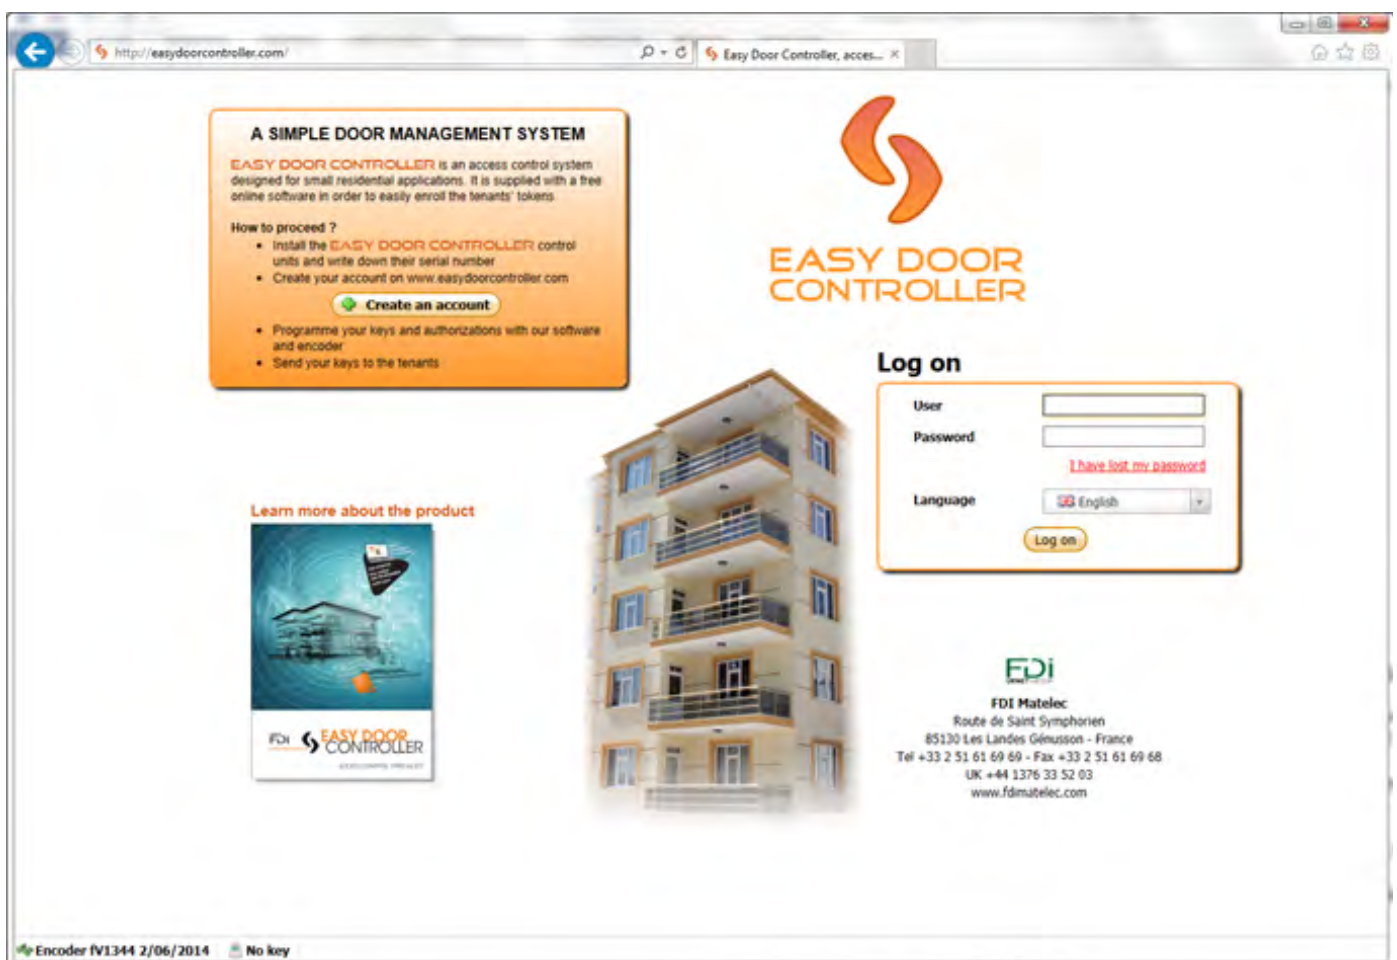 http://easydoorcontroller.com/
Easy Door Controller, acces...
A SIMPLE DOOR MANAGEMENT SYSTEM
EASY DOOR CONTROLLER is an access control system
designed for small residential applications. It is supplied with a free
online software in order to easily enroll the tenants' tokens
How to proceed ?
• Install the EASY DOOR CONTROLLER control
units and write down their serial number
• Create your account on www.easydoorcontroller.com
Create an account
• Programme your keys and authorizations with our software
and encoder
• Send your keys to the tenants
EASY DOOR
CONTROLLER
Log on
User
Password
I have lost my password
Language
English
Log on
Learn more about the product
FDI
EASY DOOR
CONTROLLER
FDI
FDI Matelec
Route de Saint Symphorien
85130 Les Landes Génusson - France
Tel +33 2 51 61 69 69 - Fax +33 2 51 61 69 68
UK +44 1376 33 52 03
www.fdimatelec.com
Encoder fV1344 2/06/2014
No key